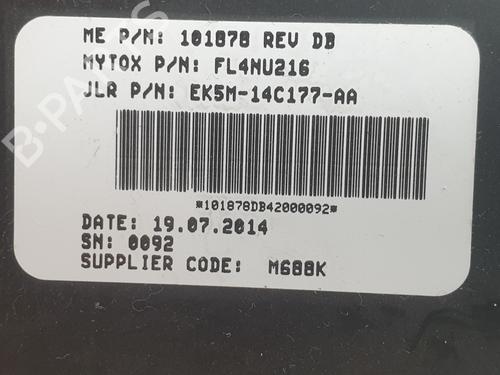 ME P/N: 101878 REV DB
MYTOX P/N: FL4NU216
JLR P/N: EK5M-14C177-AA
*101878DB42000092*
DATE: 19.07.2014
SN: 0092
SUPPLIER CODE: M688K
B-PARTS